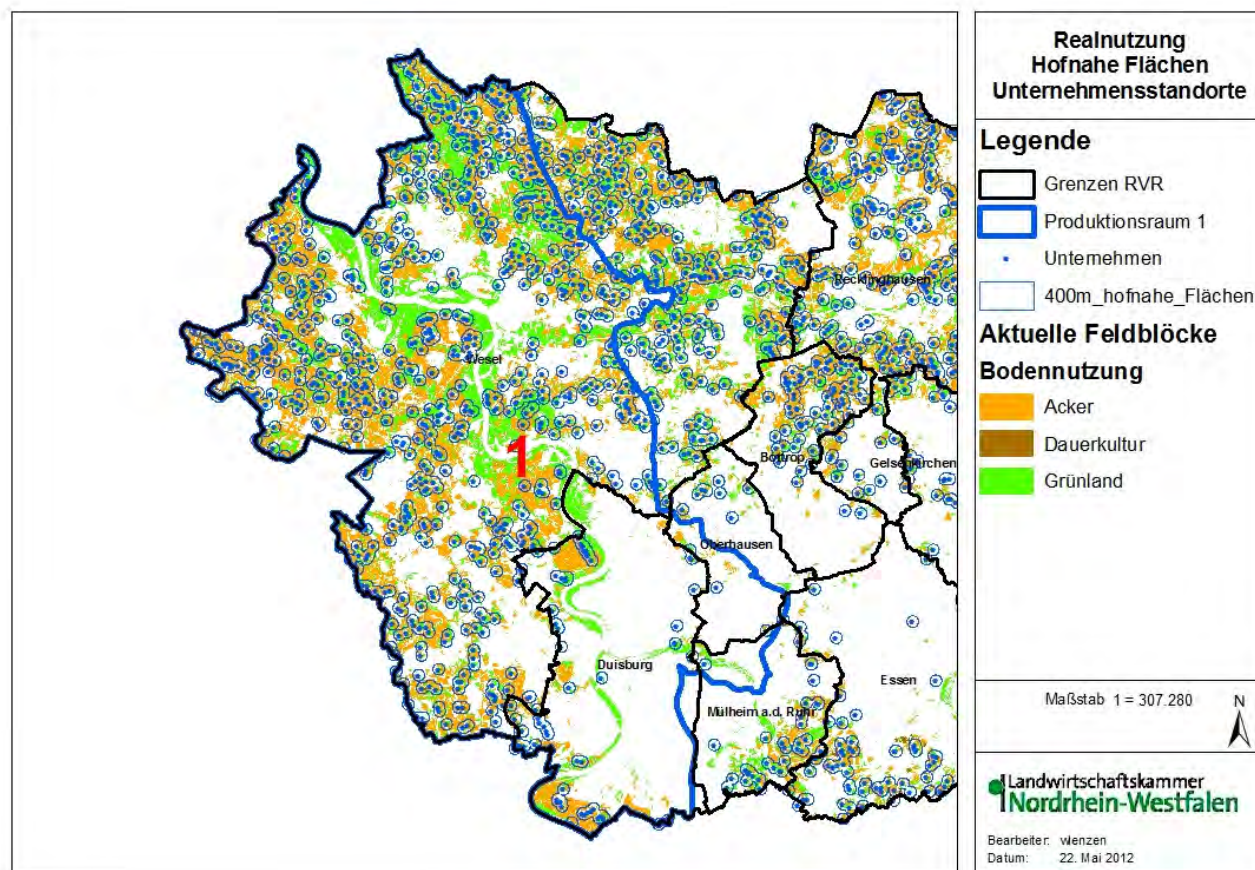 Realnutzung
Hofnahe Flächen
Unternehmensstandorte
Legende
Grenzen RVR
Produktionsraum 1
Unternehmen
400m_hofnahe_Flächen
Aktuelle Feldblöcke
Bodennutzung
Acker
Dauerkultur
Grünland
Maßstab 1 = 307.280
N
Landwirtschaftskammer
Nordrhein-Westfalen
Bearbeiter: wienzen
Datum: 22. Mai 2012
Recklinghausen
Wesel
1
Bottrop
Gelsenkirchen
Oberhausen
Duisburg
Essen
Mülheim a.d. Ruhr